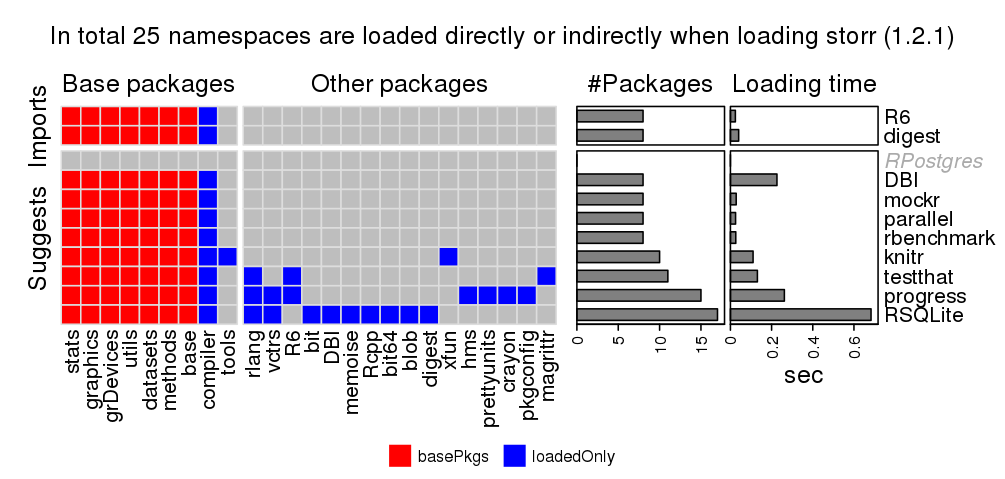 In total 25 namespaces are loaded directly or indirectly when loading storr (1.2.1)
Base packages
Other packages
#Packages
Loading time
Imports
Suggests
R6
digest
RPostgres
DBI
mockr
parallel
rbenchmark
knitr
testthat
progress
RSQLite
stats
graphics
grDevices
utils
datasets
methods
base
compiler
tools
rlang
vctrs
R6
bit
DBI
memoise
Rcpp
bit64
blob
digest
xfun
hms
prettyunits
crayon
pkgconfig
magrittr
0
5
10
15
0
0.2
0.4
0.6
sec
basePkgs
loadedOnly